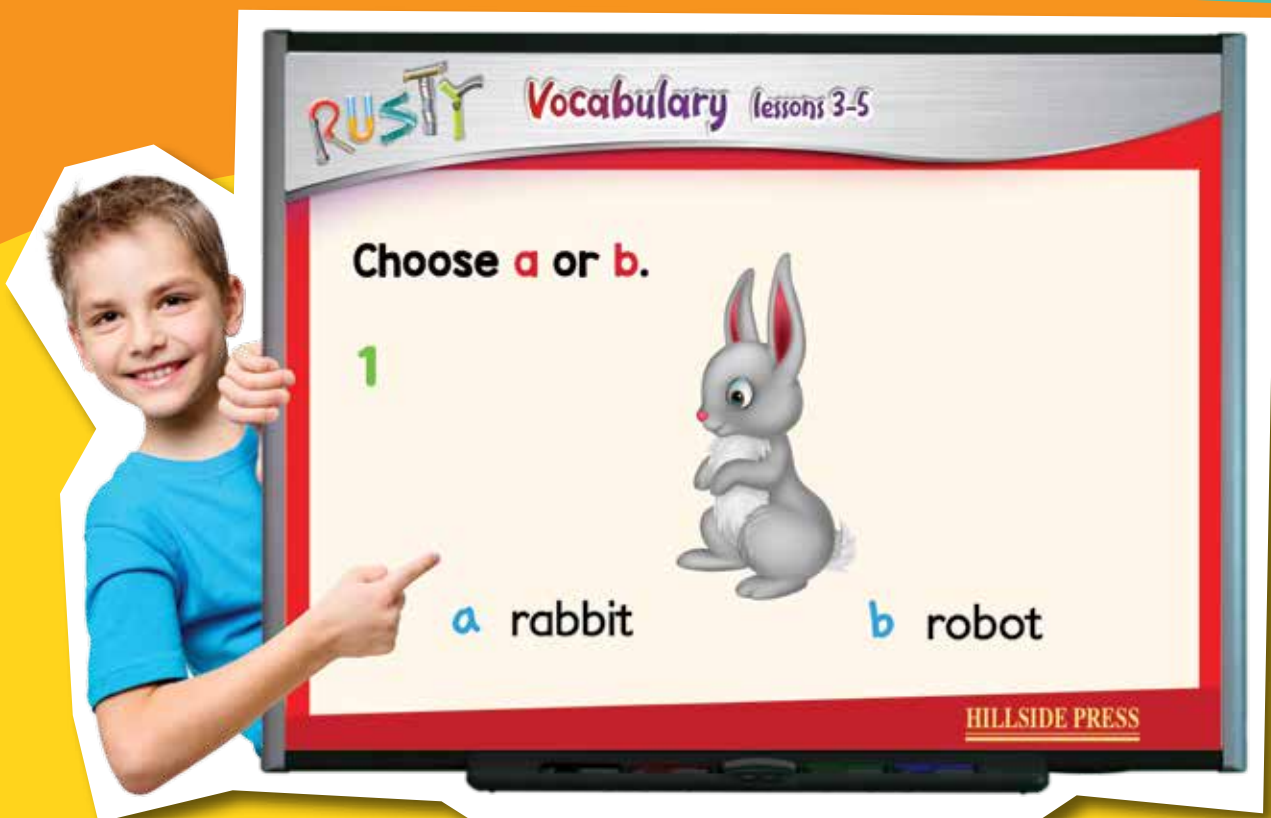 RUSTY Vocabulary lessons 3-5
Choose a or b.
1
a rabbit b robot
HILLSIDE PRESS